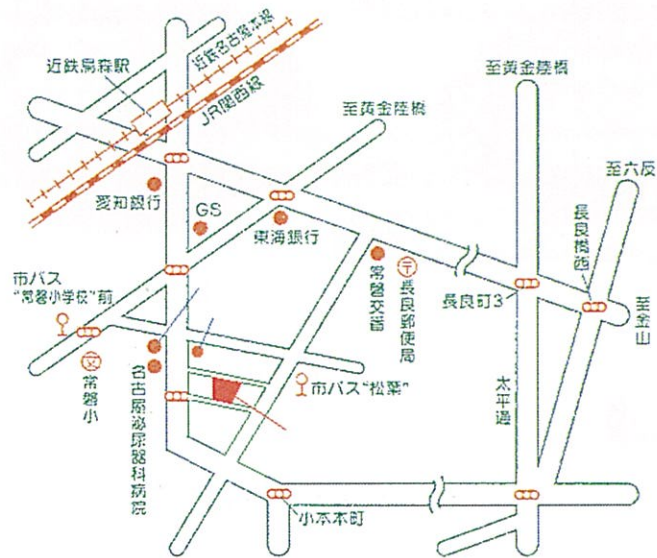 近鉄名古屋本線
近鉄烏森駅
JR関西線
至黄金陸橋
至黄金陸橋
至六反
愛知銀行
GS
東海銀行
長良橋西
市バス
“常磐小学校”前
常磐交番
〒
長良郵便局
長良町3
至金山
文
常磐小
名古屋泌尿器科病院
市バス“松葉”
太平通
小本本町